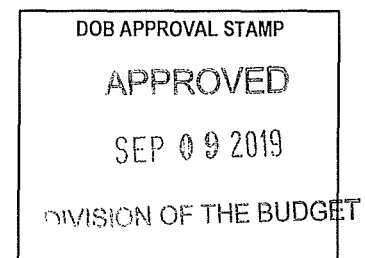 DOB APPROVAL STAMP
APPROVED
SEP 09 2019
DIVISION OF THE BUDGET